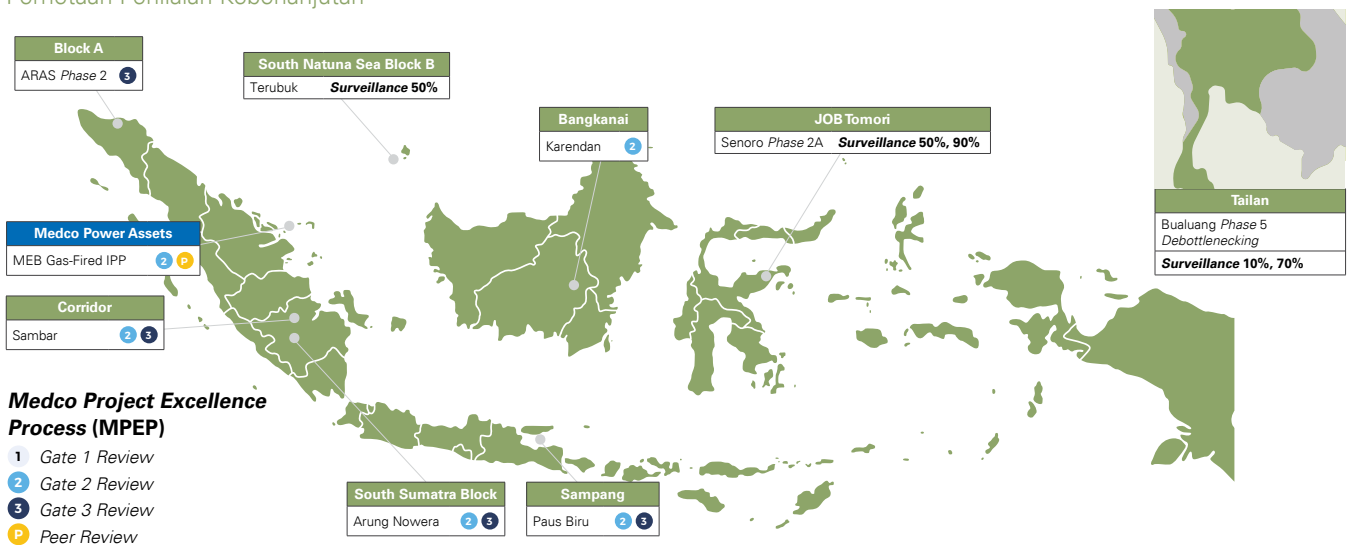 Pemetaan Penilaian Keberlanjutan
Block A
ARAS Phase 2 3
South Natuna Sea Block B
Terubuk Surveillance 50%
Bangkanai
Karendan 2
JOB Tomori
Senoro Phase 2A Surveillance 50%, 90%
Tailan
Bualuang Phase 5
Debottlenecking
Surveillance 10%, 70%
Medco Power Assets
MEB Gas-Fired IPP 2 P
Corridor
Sambar 2 3
Medco Project Excellence
Process (MPEP)
1 Gate 1 Review
2 Gate 2 Review
3 Gate 3 Review
P Peer Review
South Sumatra Block
Arung Nowera 2 3
Sampang
Paus Biru 2 3